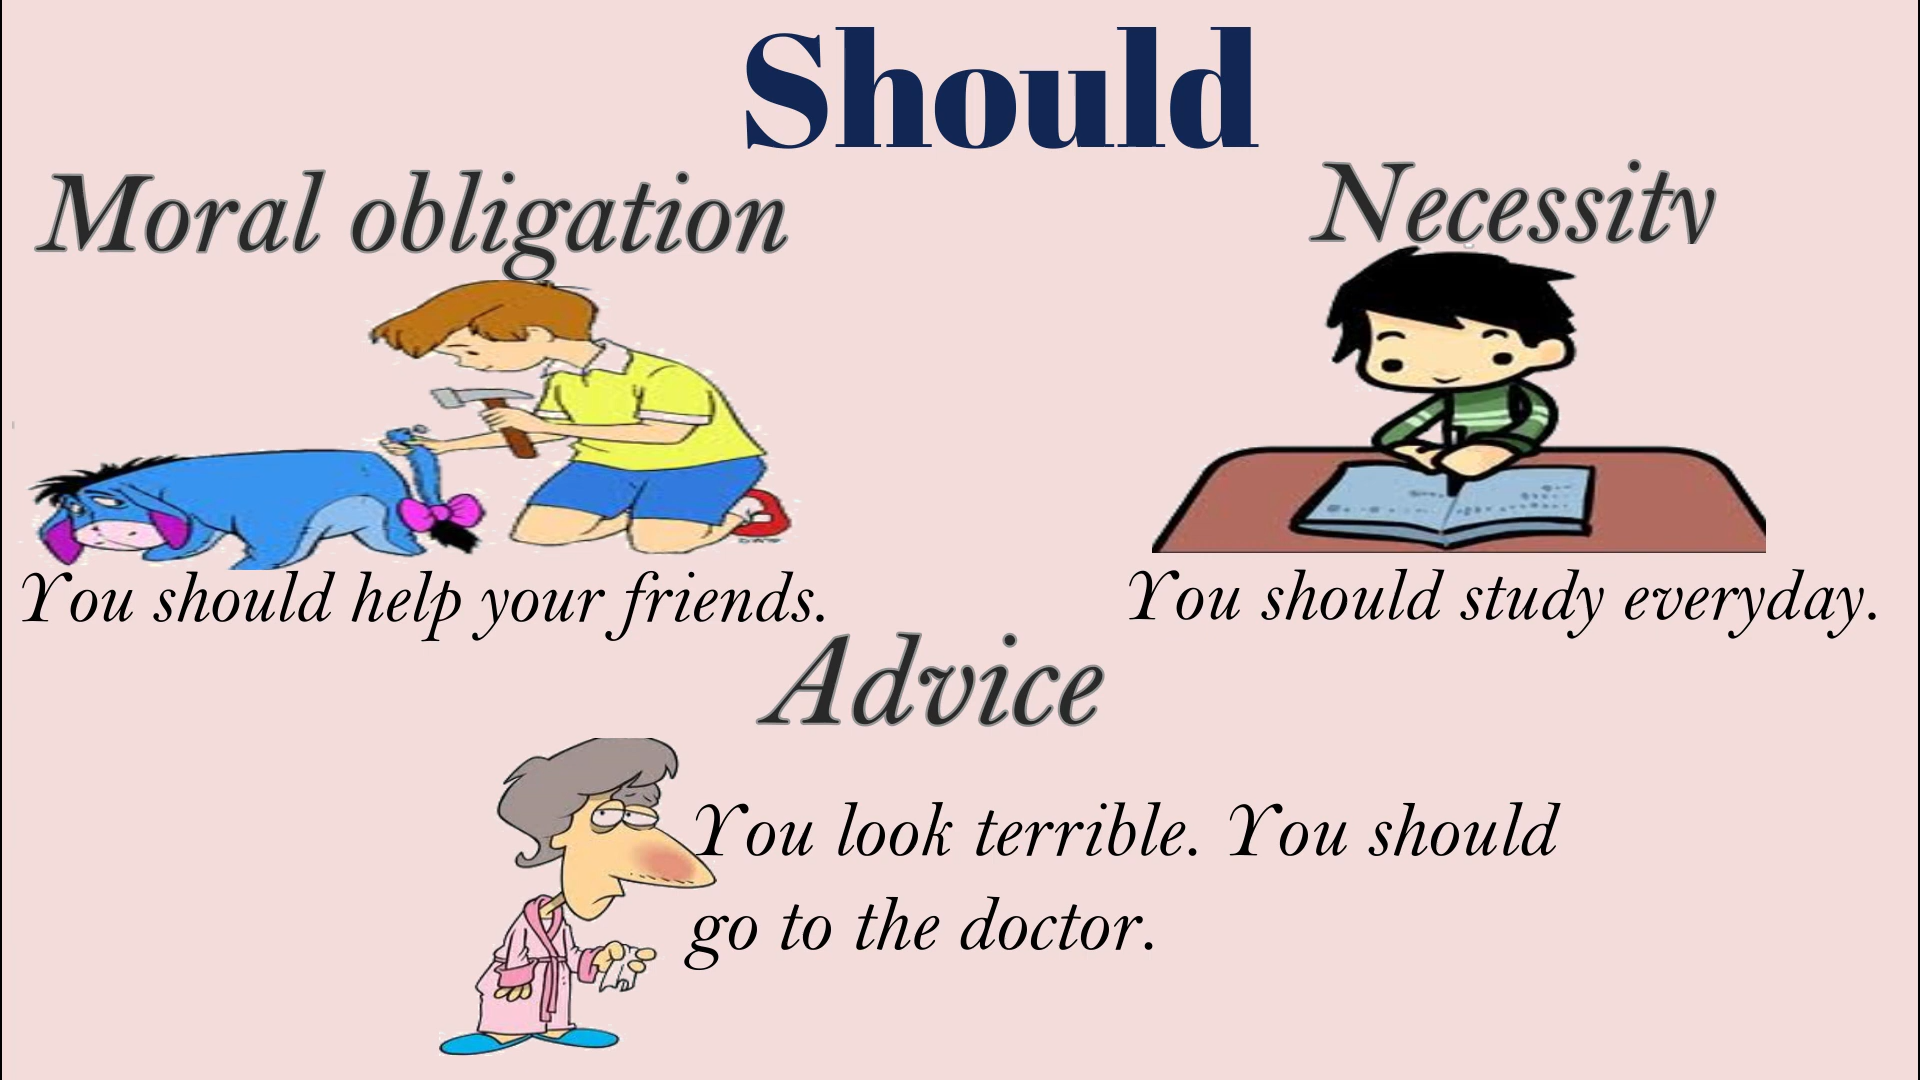 Should
Moral obligation
Necessity
You should help your friends.
You should study everyday.
Advice
You look terrible. You should
go to the doctor.